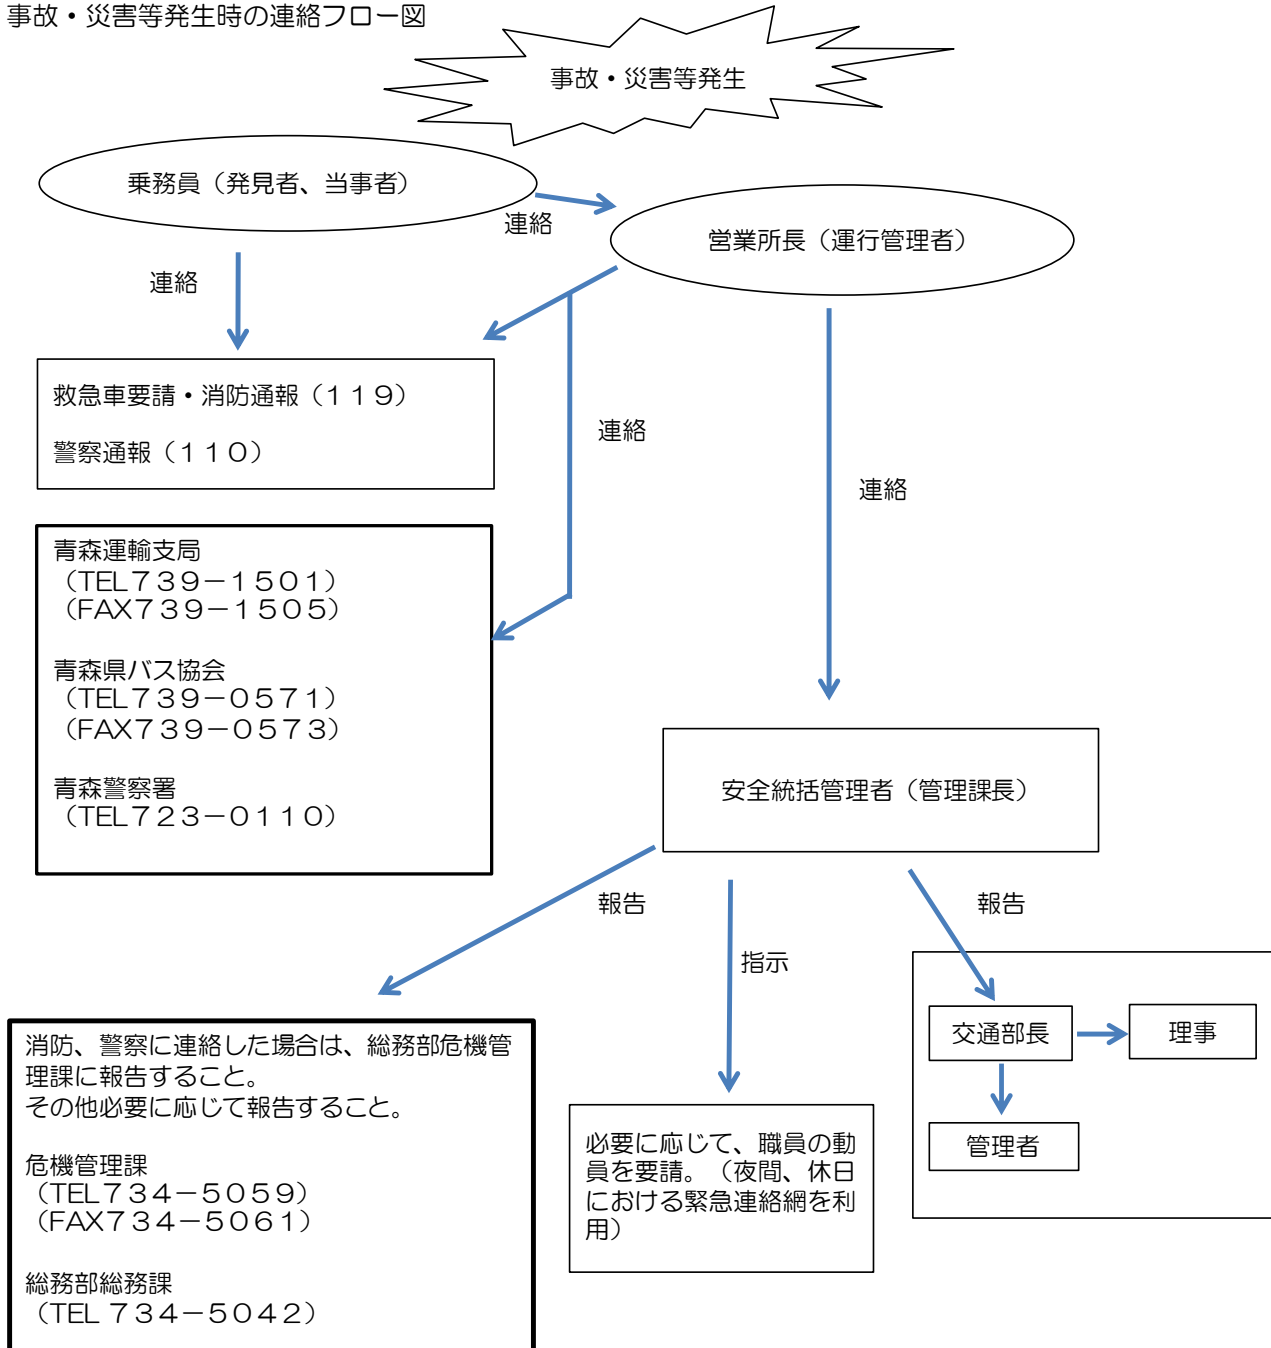 事故・災害等発生時の連絡フロー図
事故・災害等発生
乗務員（発見者、当事者）
連絡
営業所長（運行管理者）
連絡
救急車要請・消防通報（１１９）
警察通報（１１０）
連絡
連絡
青森運輸支局
（TEL７３９－１５０１）
（FAX７３９－１５０５）
青森県バス協会
（TEL７３９－０５７１）
（FAX７３９－０５７３）
青森警察署
（TEL７２３－０１１０）
安全統括管理者（管理課長）
報告
指示
報告
消防、警察に連絡した場合は、総務部危機管
理課に報告すること。
その他必要に応じて報告すること。
危機管理課
（TEL７３４－５０５９）
（FAX７３４－５０６１）
総務部総務課
（TEL ７３４－５０４２）
必要に応じて、職員の動
員を要請。（夜間、休日
における緊急連絡網を利
用）
交通部長
理事
管理者